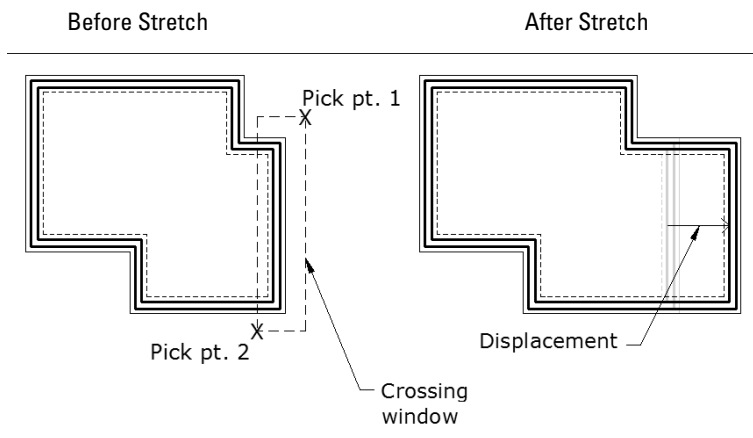 Before Stretch
After Stretch
Pick pt. 1
Pick pt. 2
Displacement
Crossing
window